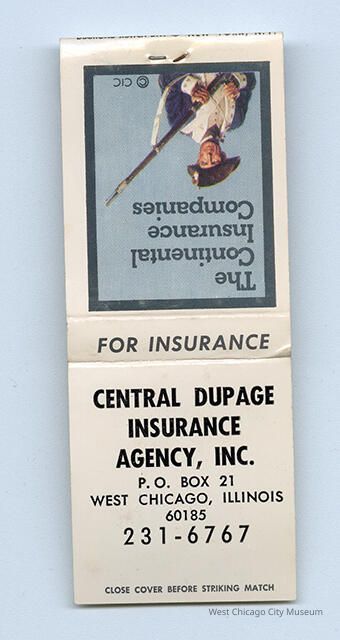 © CIC
The
Continental
Insurance
Companies
FOR INSURANCE
CENTRAL DUPAGE
INSURANCE
AGENCY, INC.
P. O. BOX 21
WEST CHICAGO, ILLINOIS
60185
231-6767
CLOSE COVER BEFORE STRIKING MATCH
West Chicago City Museum